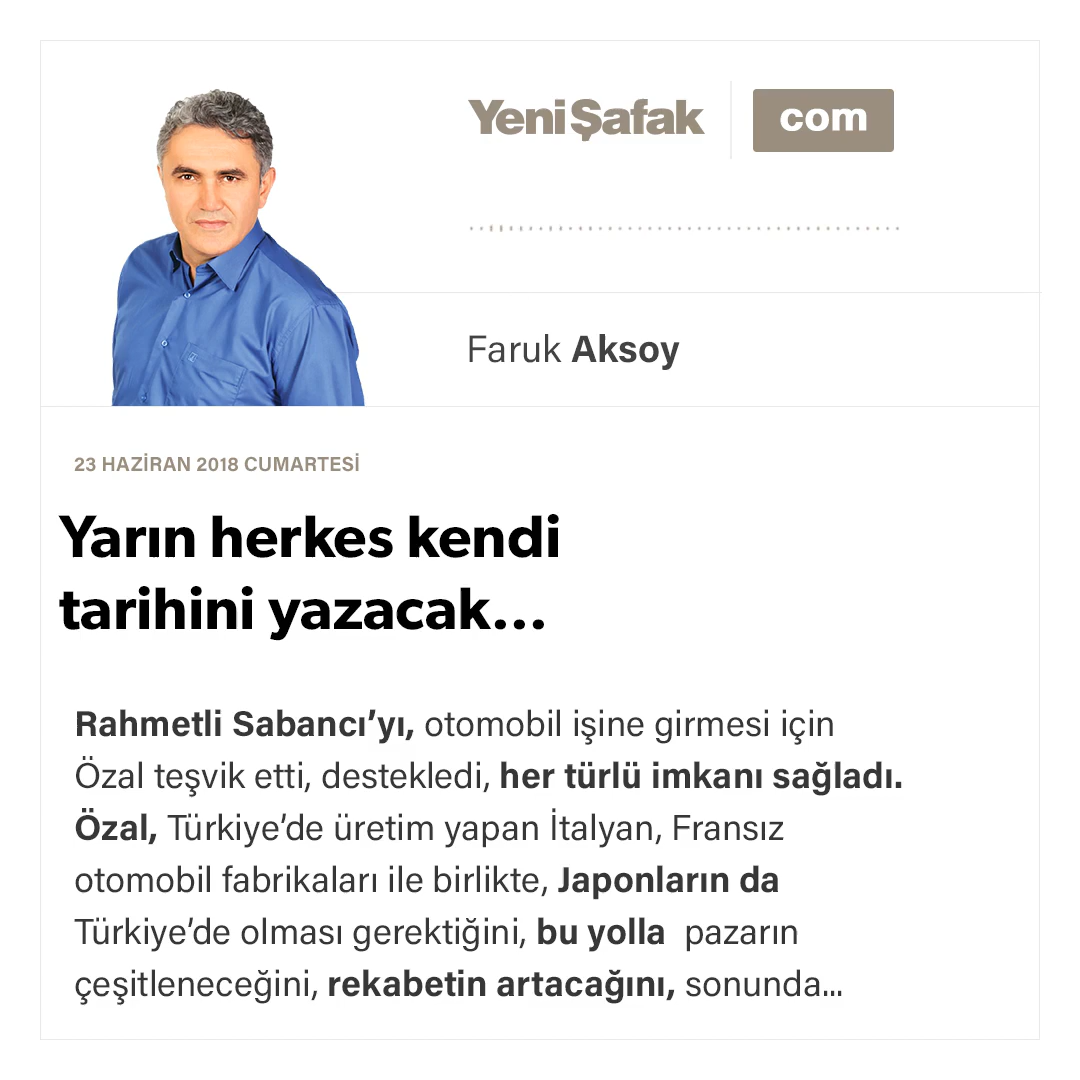 YeniŞafak com
Faruk Aksoy
23 HAZİRAN 2018 CUMARTESİ
Yarın herkes kendi
tarihini yazacak...
Rahmetli Sabancı’yı, otomobil işine girmesi için
Özal teşvik etti, destekledi, her türlü imkanı sağladı.
Özal, Türkiye’de üretim yapan İtalyan, Fransız
otomobil fabrikaları ile birlikte, Japonların da
Türkiye’de olması gerektiğini, bu yolla pazarın
çeşitleneceğini, rekabetin artacağını, sonunda...